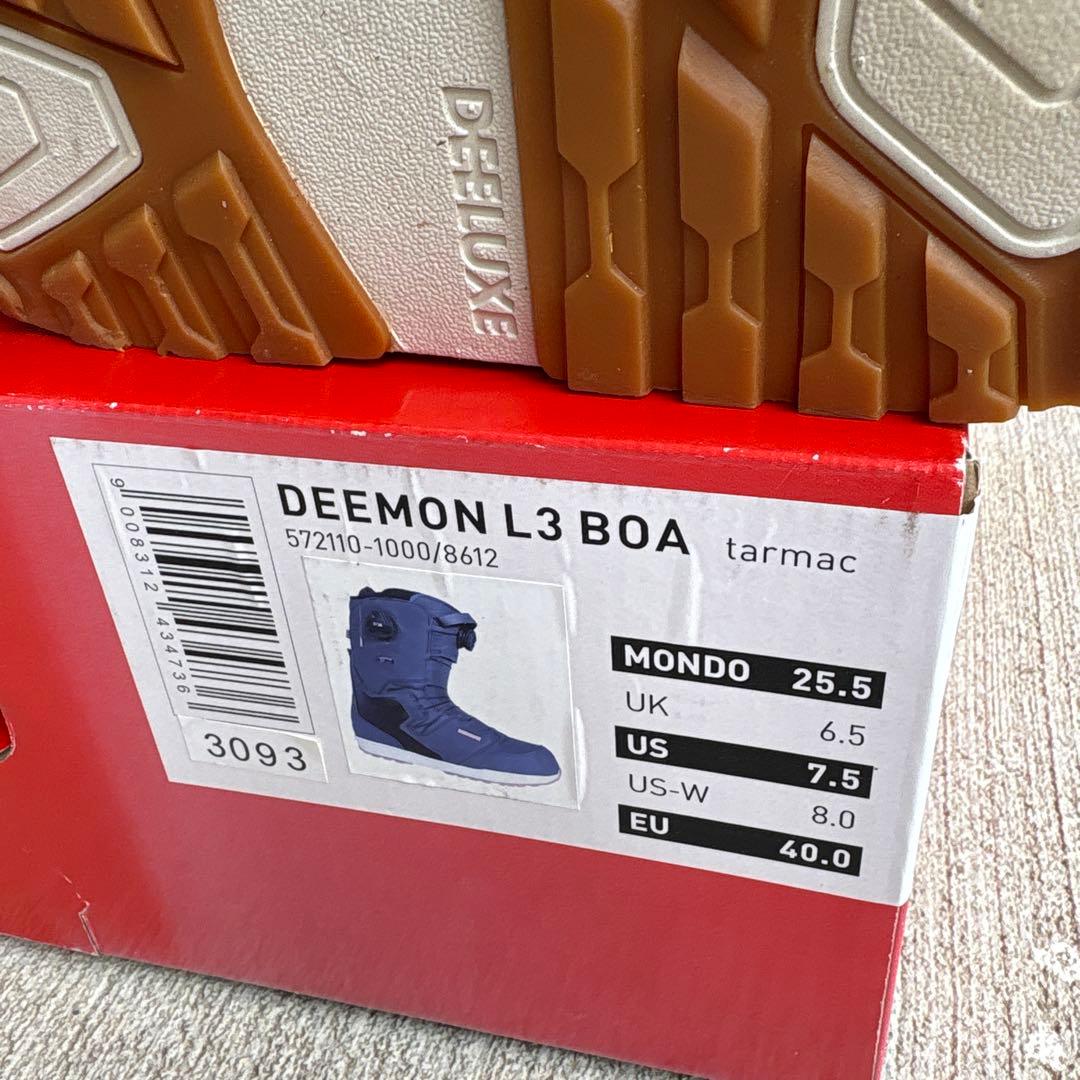 DEELUXE
DEEMON L3 BOA tarmac
572110-1000/8612
9 008312 434736
3093
MONDO 25.5
UK 6.5
US 7.5
US-W 8.0
EU 40.0